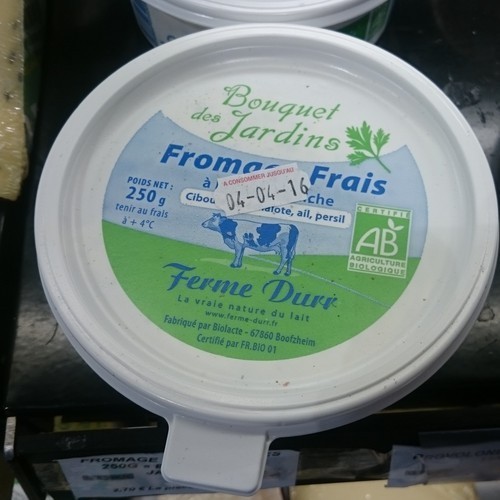 Bouquet
des Jardins
Frais
A CONSOMMER JUSQU'AU
04-04-16
à
POIDS NET :
250 g
tenir au frais
à + 4°C
ail, persil
CERTIFIÉ
AB
AGRICULTURE
BIOLOGIQUE
Ferme Durr
La vraie nature du lait
www.ferme-durr.fr
Fabriqué par Biolacte - 67860 Boofzheim
Certifié par FR.BIO 01
FROMAGE
250G